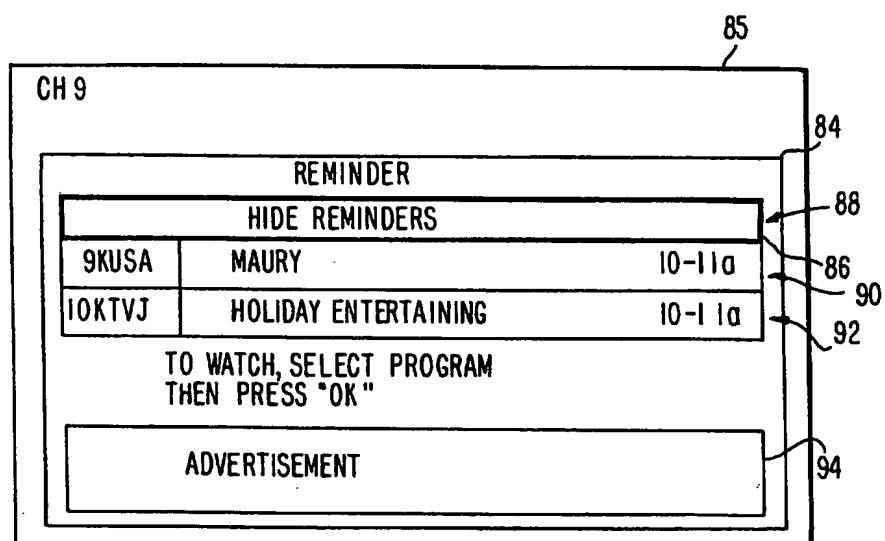 85
CH 9
84
REMINDER
HIDE REMINDERS
88
86
9KUSA MAURY 10-11a
90
10KTVJ HOLIDAY ENTERTAINING 10-11a
92
TO WATCH, SELECT PROGRAM
THEN PRESS "OK"
ADVERTISEMENT
94